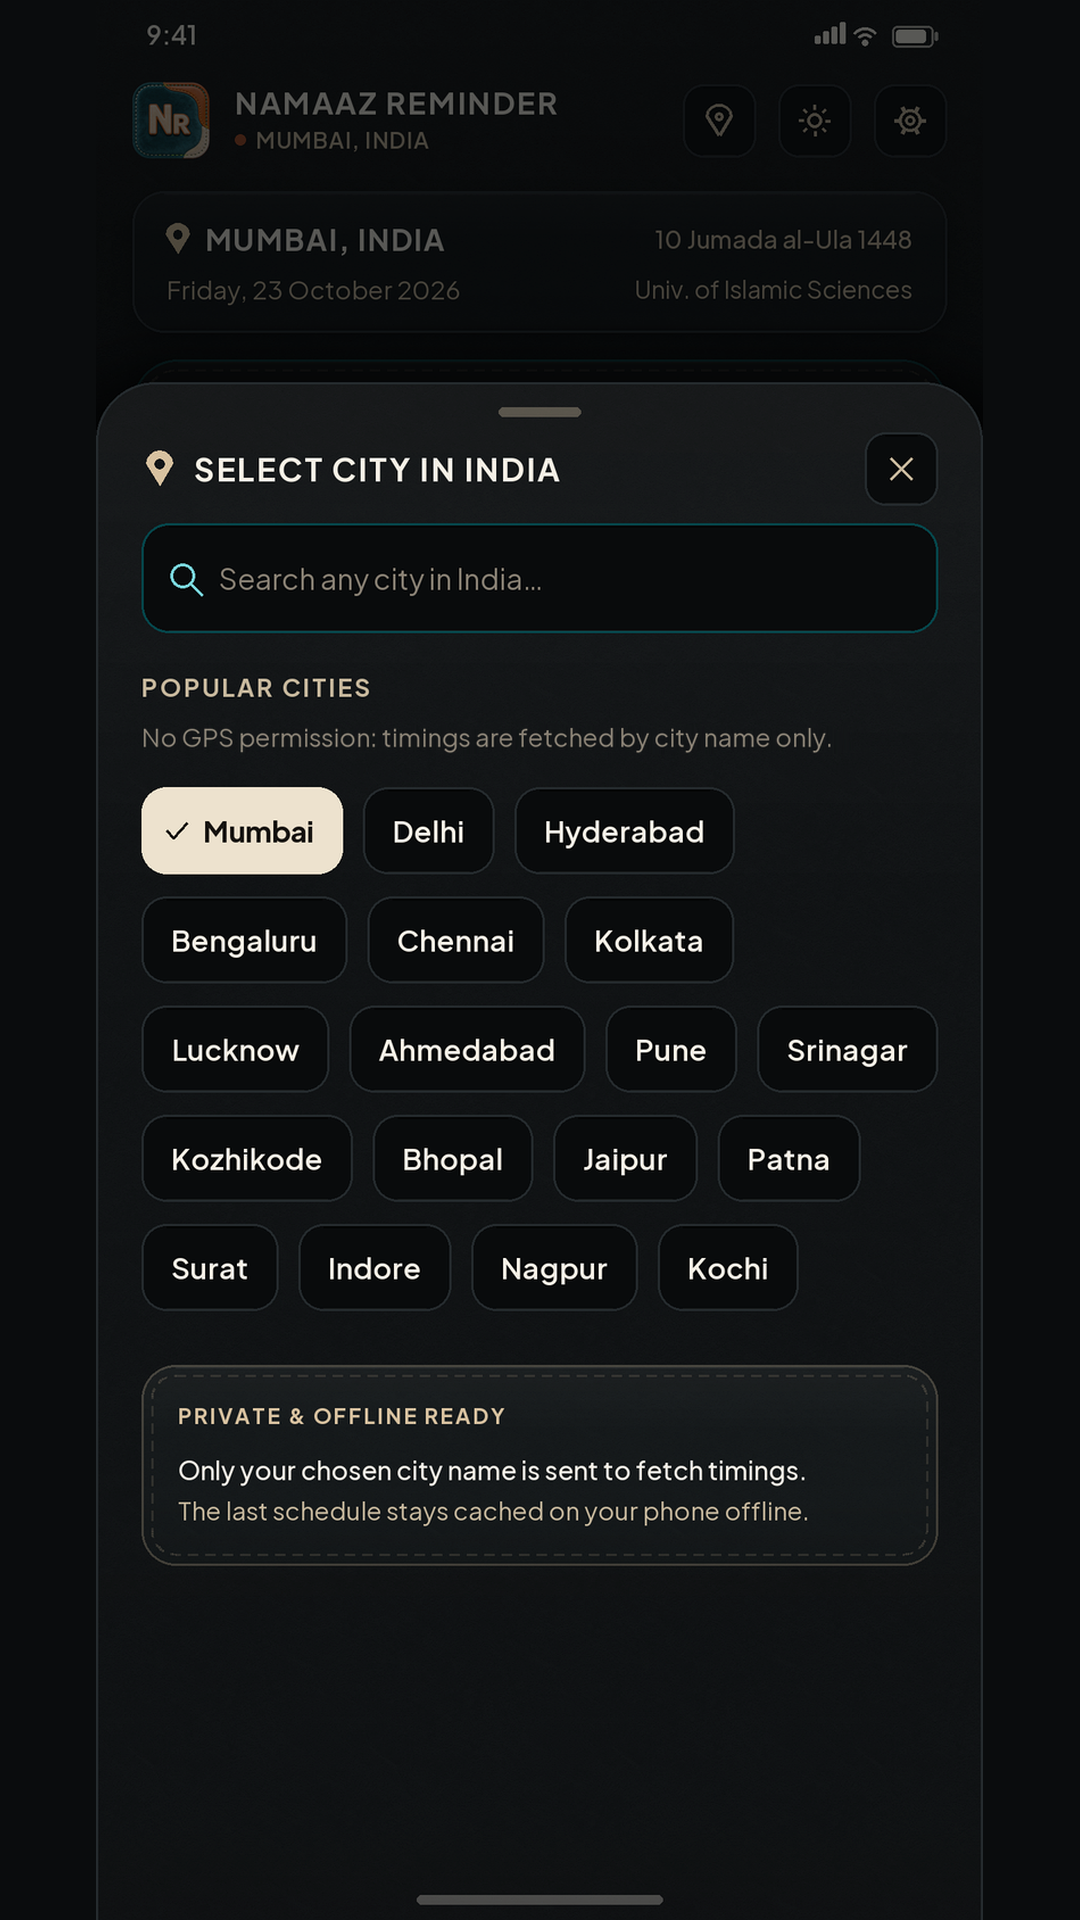 9:41
NR
NAMAAZ REMINDER
MUMBAI, INDIA
MUMBAI, INDIA
10 Jumada al-Ula 1448
Friday, 23 October 2026
Univ. of Islamic Sciences
SELECT CITY IN INDIA
Search any city in India...
POPULAR CITIES
No GPS permission: timings are fetched by city name only.
Mumbai
Delhi
Hyderabad
Bengaluru
Chennai
Kolkata
Lucknow
Ahmedabad
Pune
Srinagar
Kozhikode
Bhopal
Jaipur
Patna
Surat
Indore
Nagpur
Kochi
PRIVATE & OFFLINE READY
Only your chosen city name is sent to fetch timings.
The last schedule stays cached on your phone offline.